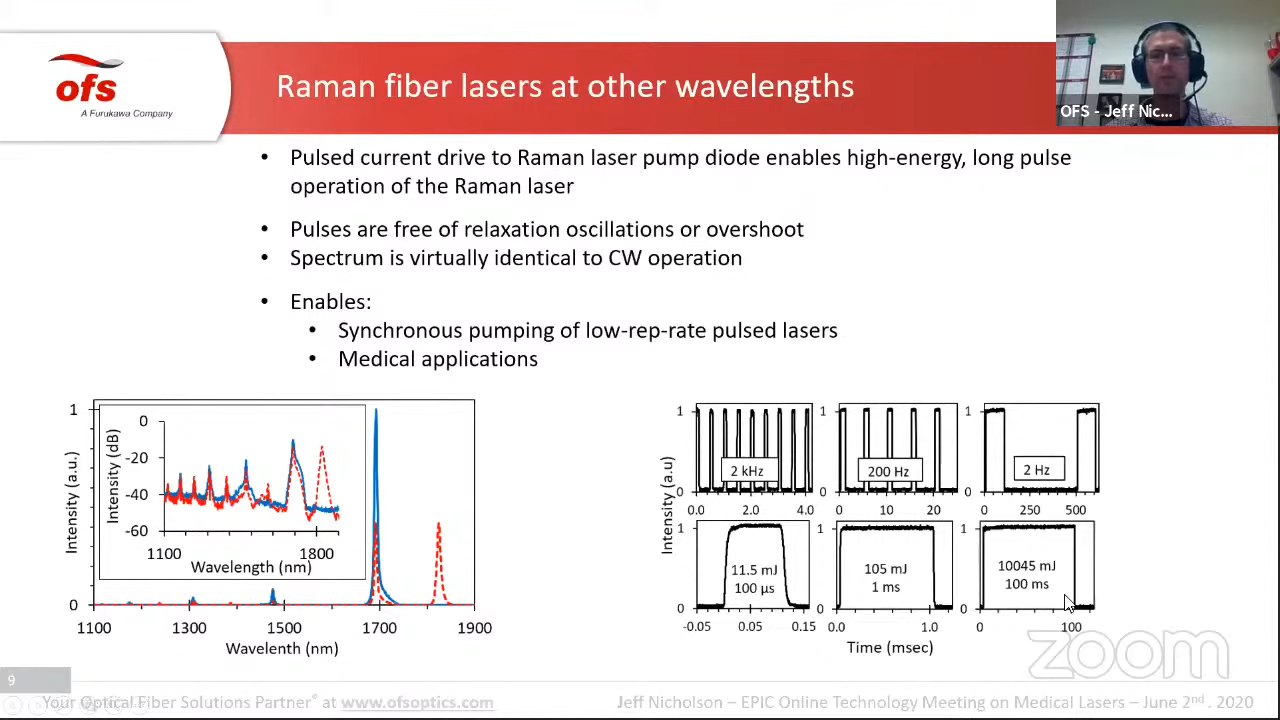 ofs
A Furukawa Company
Raman fiber lasers at other wavelengths
OFS - Jeff Nic...
• Pulsed current drive to Raman laser pump diode enables high-energy, long pulse
operation of the Raman laser
• Pulses are free of relaxation oscillations or overshoot
• Spectrum is virtually identical to CW operation
• Enables:
• Synchronous pumping of low-rep-rate pulsed lasers
• Medical applications
1
0
Intensity (a.u.)
1100 1300 1500 1700 1900
Wavelenth (nm)
0
-20
-40
-60
Intensity (dB)
1100 1800
Wavelength (nm)
Intensity (a.u)
1 1 1
2 kHz 200 Hz 2 Hz
0 0 0
0.0 2.0 4.0 0 10 20 0 250 500
1 1 1
11.5 mJ 105 mJ 10045 mJ
100 µs 1 ms 100 ms
0 0 0
-0.05 0.05 0.15 0.0 1.0 0 100
Time (msec)
zoom
9
Your Optical Fiber Solutions Partner® at www.ofsoptics.com
Jeff Nicholson – EPIC Online Technology Meeting on Medical Lasers – June 2nd. 2020